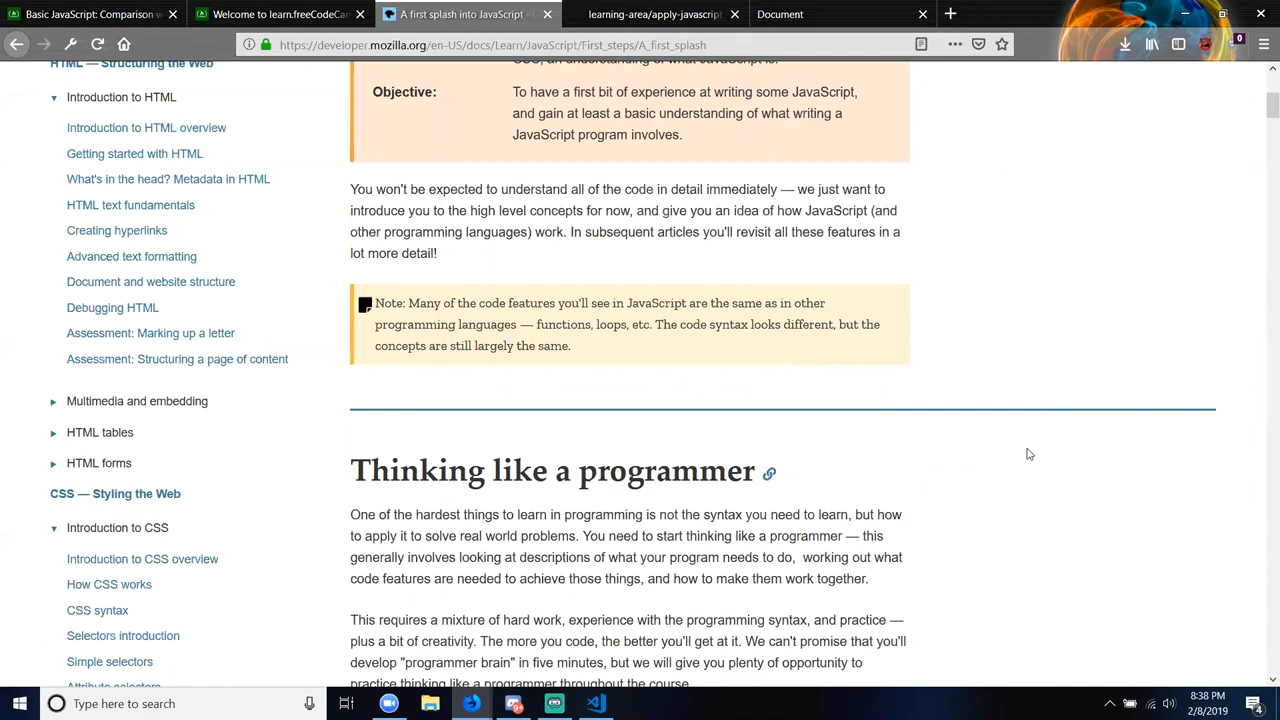 Basic JavaScript: Comparison w
Welcome to learn.freeCodeCam
A first splash into JavaScript -
learning-area/apply-javascript
Document
https://developer.mozilla.org/en-US/docs/Learn/JavaScript/First_steps/A_first_splash
0
HTML — Structuring the Web
Introduction to HTML
Introduction to HTML overview
Getting started with HTML
What's in the head? Metadata in HTML
HTML text fundamentals
Creating hyperlinks
Advanced text formatting
Document and website structure
Debugging HTML
Assessment: Marking up a letter
Assessment: Structuring a page of content
Multimedia and embedding
HTML tables
HTML forms
CSS — Styling the Web
Introduction to CSS
Introduction to CSS overview
How CSS works
CSS syntax
Selectors introduction
Simple selectors
Attribute selectors
CSS, an understanding of what JavaScript is.
Objective:
To have a first bit of experience at writing some JavaScript,
and gain at least a basic understanding of what writing a
JavaScript program involves.
You won't be expected to understand all of the code in detail immediately — we just want to
introduce you to the high level concepts for now, and give you an idea of how JavaScript (and
other programming languages) work. In subsequent articles you'll revisit all these features in a
lot more detail!
Note: Many of the code features you'll see in JavaScript are the same as in other
programming languages — functions, loops, etc. The code syntax looks different, but the
concepts are still largely the same.
Thinking like a programmer
One of the hardest things to learn in programming is not the syntax you need to learn, but how
to apply it to solve real world problems. You need to start thinking like a programmer — this
generally involves looking at descriptions of what your program needs to do, working out what
code features are needed to achieve those things, and how to make them work together.
This requires a mixture of hard work, experience with the programming syntax, and practice —
plus a bit of creativity. The more you code, the better you'll get at it. We can't promise that you'll
develop "programmer brain" in five minutes, but we will give you plenty of opportunity to
practice thinking like a programmer throughout the course.
Type here to search
8:38 PM
2/8/2019
4